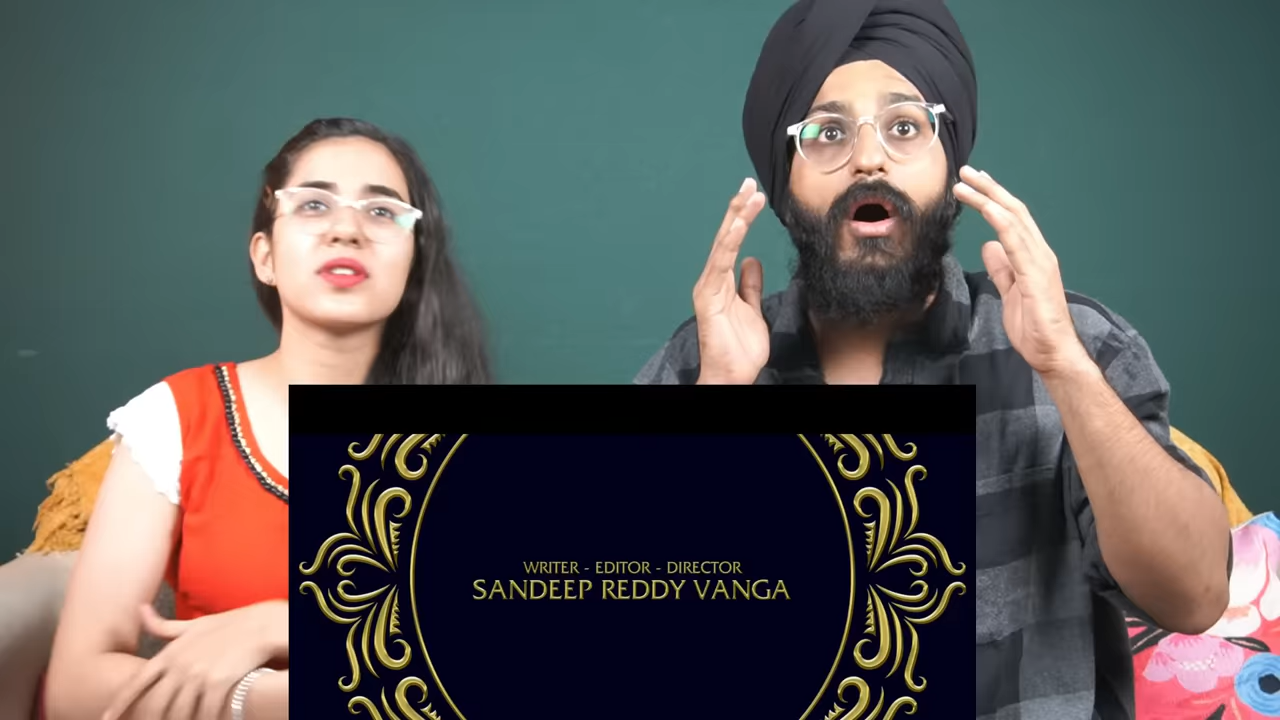 WRITER - EDITOR - DIRECTOR
SANDEEP REDDY VANGA